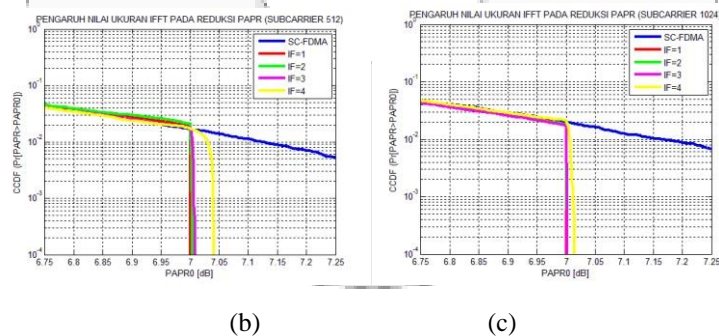 PENGARUH NILAI UKURAN IFFT PADA REDUKSI PAPR (SUBCARRIER 512)
10^0
10^-1
10^-2
10^-3
10^-4
CCDF (Pr[PAPR>PAPR0])
SC-FDMA
IF=1
IF=2
IF=3
IF=4
6.75 6.8 6.85 6.9 6.95 7 7.05 7.1 7.15 7.2 7.25
PAPR0 [dB]
(b)
PENGARUH NILAI UKURAN IFFT PADA REDUKSI PAPR (SUBCARRIER 1024)
10^0
10^-1
10^-2
10^-3
10^-4
CCDF (Pr[PAPR>PAPR0])
SC-FDMA
IF=1
IF=2
IF=3
IF=4
6.75 6.8 6.85 6.9 6.95 7 7.05 7.1 7.15 7.2 7.25
PAPR0 [dB]
(c)